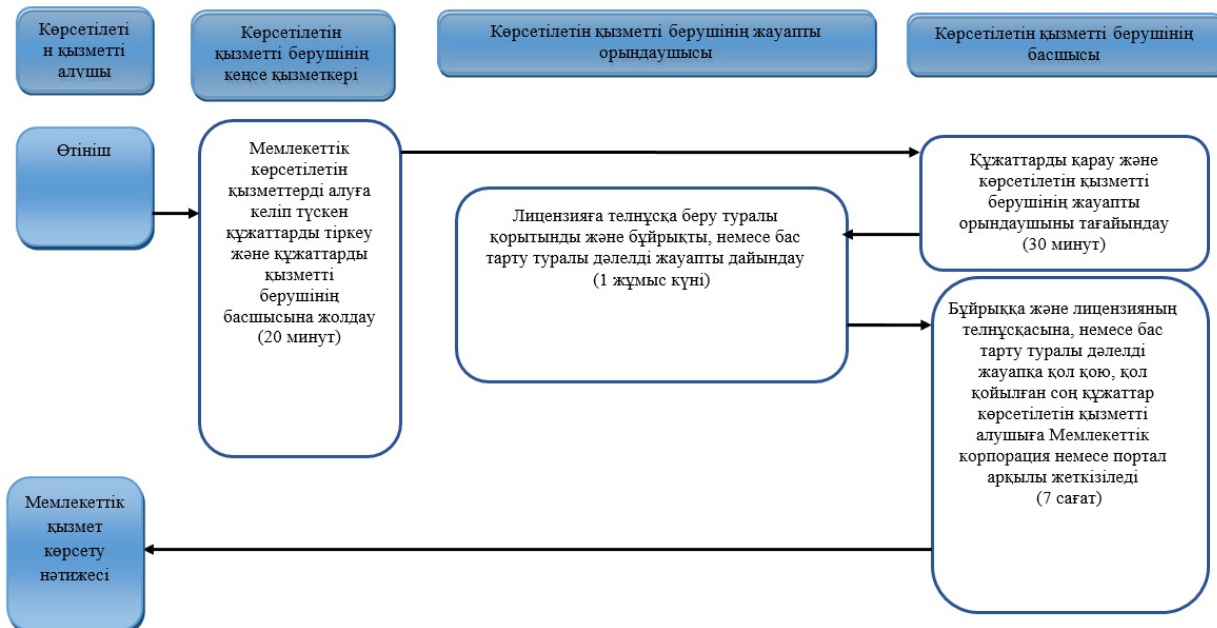 Көрсетілеті
н қызметті
алушы
Көрсетілетін
қызметті берушінің
кеңсе қызметкері
Көрсетілетін қызметті берушінің жауапты
орындаушысы
Көрсетілетін қызметті берушінің
басшысы
Өтініш
Мемлекеттік
көрсетілетін
қызметтерді алуға
келіп түскен
құжаттарды тіркеу
және құжаттарды
қызметті
берушінің
басшысына жолдау
(20 минут)
Құжаттарды қарау және
көрсетілетін қызметті
берушінің жауапты
орындаушыны тағайындау
(30 минут)
Лицензияға телнұсқа беру туралы
қорытынды және бұйрықты, немесе бас
тарту туралы дәлелді жауапты дайындау
(1 жұмыс күні)
Бұйрыққа және лицензияның
телнұсқасына, немесе бас
тарту туралы дәлелді
жауапқа қол қою, қол
қойылған соң құжаттар
көрсетілетін қызметті
алушыға Мемлекеттік
корпорация немесе портал
арқылы жеткізіледі
(7 сағат)
Мемлекеттік
қызмет
көрсету
нәтижесі